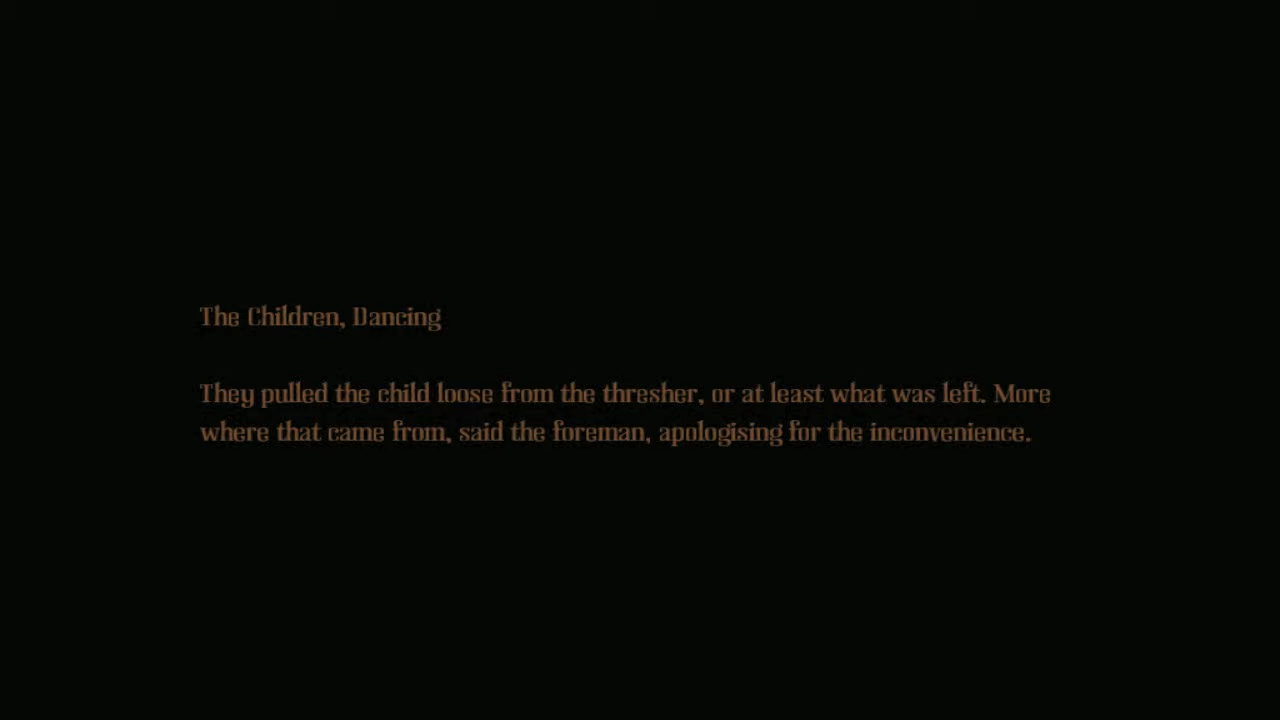 The Children, Dancing
They pulled the child loose from the thresher, or at least what was left. More
where that came from, said the foreman, apologising for the inconvenience.